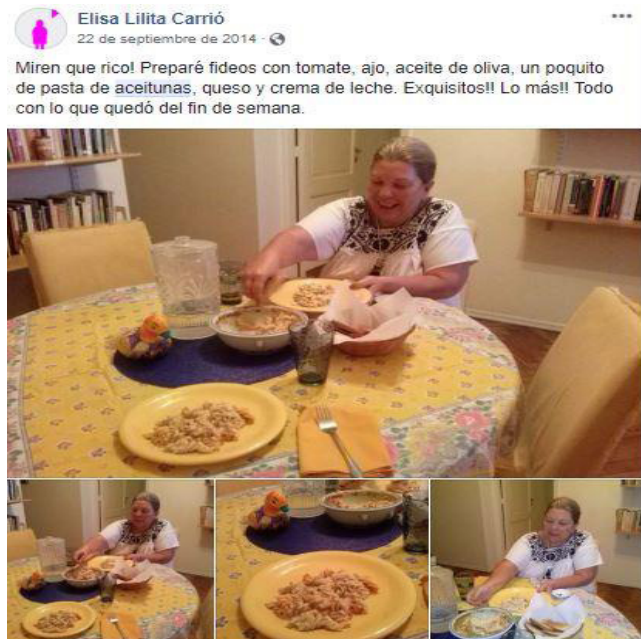 Elisa Lilita Carrió
22 de septiembre de 2014 ·
Miren que rico! Preparé fideos con tomate, ajo, aceite de oliva, un poquito
de pasta de aceitunas, queso y crema de leche. Exquisitos!! Lo más!! Todo
con lo que quedó del fin de semana.